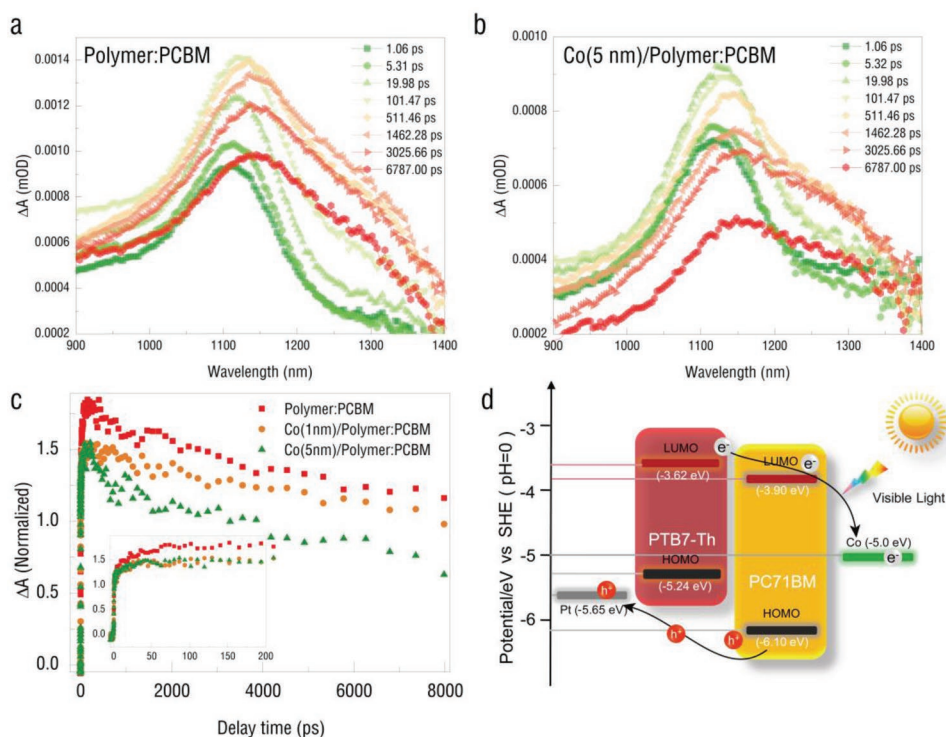 a
Polymer:PCBM
1.06 ps
5.31 ps
19.98 ps
101.47 ps
511.46 ps
1462.28 ps
3025.66 ps
6787.00 ps
0.0014
0.0012
0.0010
0.0008
0.0006
0.0004
0.0002
ΔA (mOD)
900
1000
1100
1200
1300
1400
Wavelength (nm)
b
Co(5 nm)/Polymer:PCBM
1.06 ps
5.32 ps
19.98 ps
101.47 ps
511.46 ps
1462.28 ps
3025.66 ps
6787.00 ps
0.0010
0.0009
0.0008
0.0007
0.0006
0.0005
0.0004
0.0003
0.0002
ΔA (mOD)
900
1000
1100
1200
1300
1400
Wavelength (nm)
c
Polymer:PCBM
Co(1nm)/Polymer:PCBM
Co(5nm)/Polymer:PCBM
1.5
1.0
0.5
0.0
ΔA (Normalized)
1.5
1.0
0.5
0.0
0
50
100
150
200
0
2000
4000
6000
8000
Delay time (ps)
d
Potential/eV vs SHE ( pH=0 )
-3
-4
-5
-6
LUMO
(-3.62 eV)
e-
PTB7-Th
HOMO
(-5.24 eV)
LUMO
e-
(-3.90 eV)
PC71BM
HOMO
(-6.10 eV)
h+
Pt (-5.65 eV)
h+
h+
Visible Light
Co (-5.0 eV)
e-